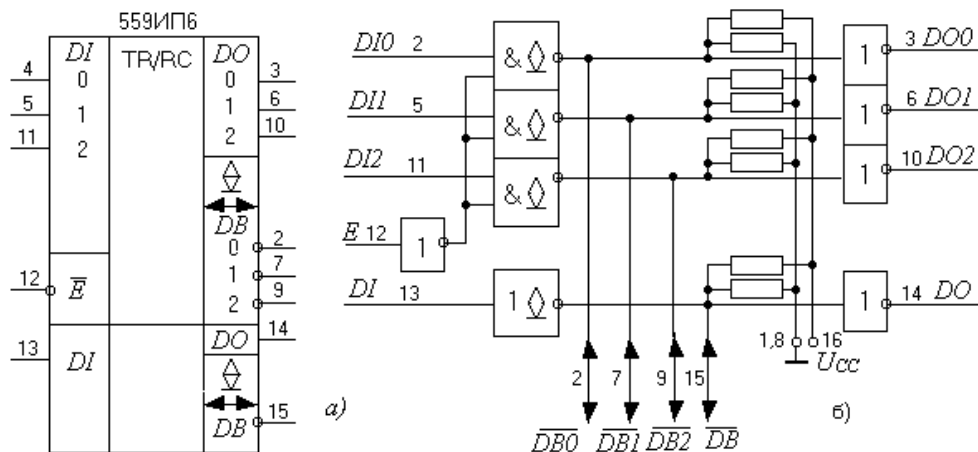 559ИП6
DI TR/RC DO
4 0 0 3
5 1 1 6
11 2 2 10
DB
0 2
1 7
12 E 2 9
DO 14
13 DI
DB 15
а)
DI0 2 & 1 3 DO0
DI1 5 & 1 6 DO1
DI2 11 & 1 10 DO2
E 12 1
DI 13 1 1 14 DO
1,8 16
Ucc
2 7 9 15
DB0 DB1 DB2 DB
б)